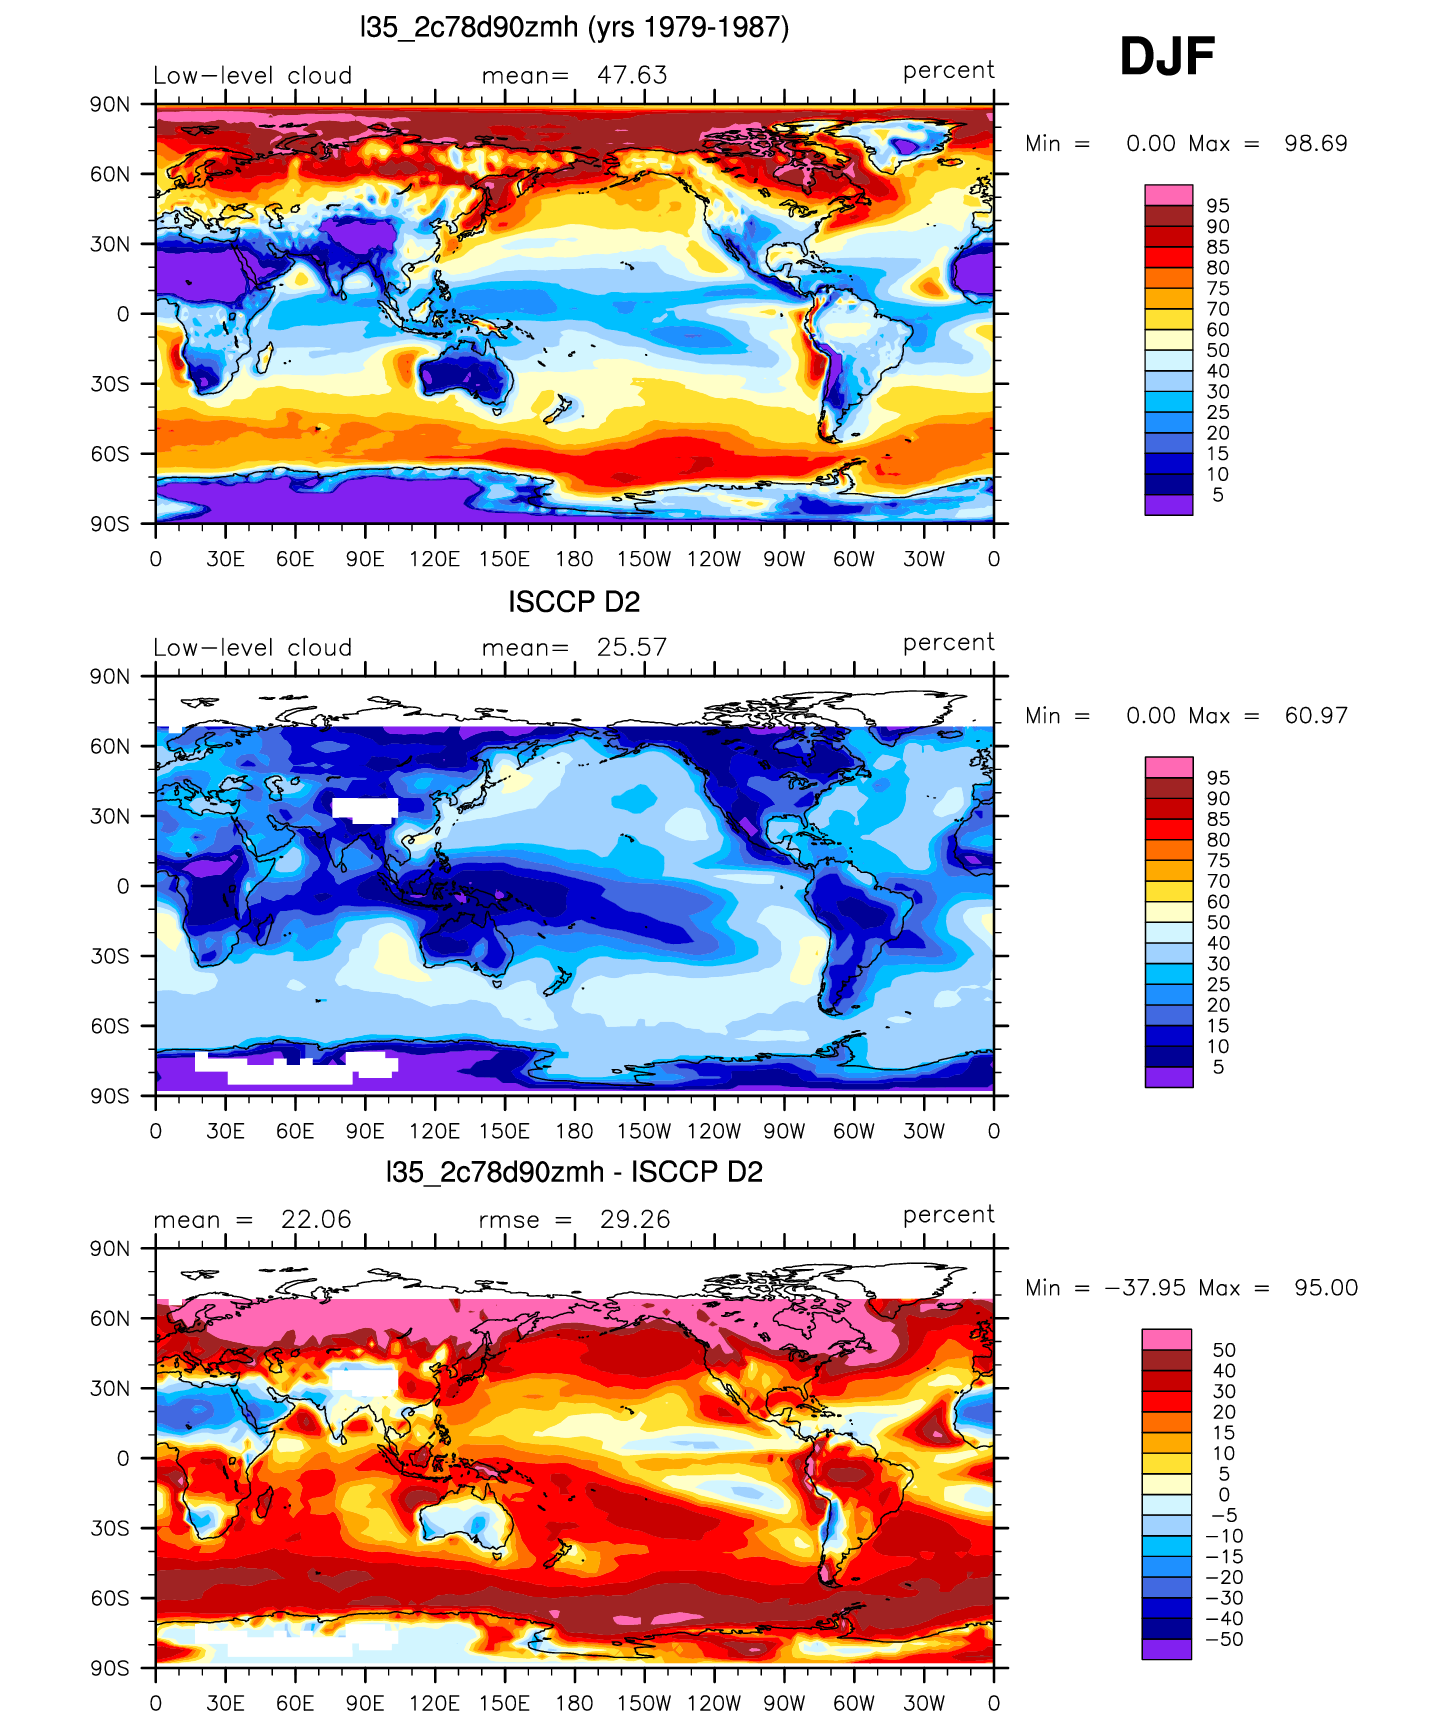 l35_2c78d90zmh (yrs 1979-1987)
DJF
Low-level cloud mean= 47.63 percent
Min = 0.00 Max = 98.69
90N
60N
30N
0
30S
60S
90S
0 30E 60E 90E 120E 150E 180 150W 120W 90W 60W 30W 0
95
90
85
80
75
70
60
50
40
30
25
20
15
10
5
ISCCP D2
Low-level cloud mean= 25.57 percent
Min = 0.00 Max = 60.97
90N
60N
30N
0
30S
60S
90S
0 30E 60E 90E 120E 150E 180 150W 120W 90W 60W 30W 0
95
90
85
80
75
70
60
50
40
30
25
20
15
10
5
l35_2c78d90zmh - ISCCP D2
mean = 22.06 rmse = 29.26 percent
Min = -37.95 Max = 95.00
90N
60N
30N
0
30S
60S
90S
0 30E 60E 90E 120E 150E 180 150W 120W 90W 60W 30W 0
50
40
30
20
15
10
5
0
-5
-10
-15
-20
-30
-40
-50